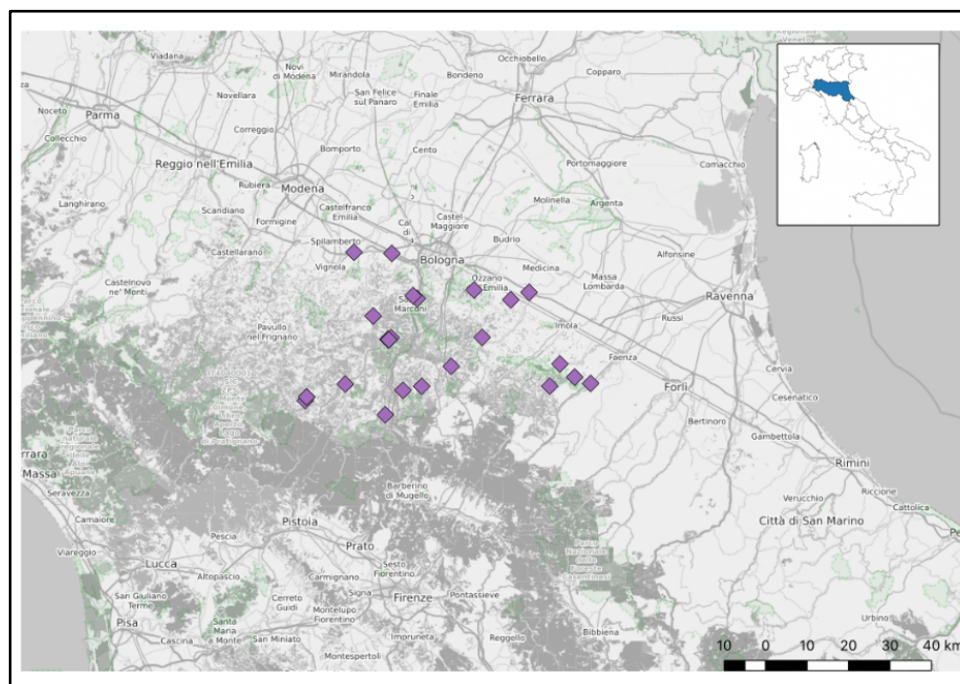 Viadana
Occhiobello
Novi
di Modena
Mirandola
Bondeno
Copparo
Novellara
San Felice
sul Panaro
Finale
Emilia
Ferrara
Noceto
Parma
Correggio
Collecchio
Bomporto
Cento
Portomaggiore
Comacchio
Reggio nell'Emilia
Rubiera
Modena
Langhirano
Scandiano
Castelfranco
Emilia
Molinella
Argenta
Formigine
Castel
Maggiore
Spilamberto
Budrio
Castellarano
Vignola
Bologna
Medicina
Alfonsine
Castelnovo
ne' Monti
Ozzano
Massa
Lombarda
Marconi
Ravenna
Pavullo
nel Frignano
Imola
Russi
Faenza
Cervia
Forlì
Cesenatico
Bertinoro
Gambettola
Massa
Rimini
Seravezza
Barberino
di Mugello
Verucchio
Riccione
Cattolica
Camaiore
Pistoia
Città di San Marino
Pescia
Prato
Viareggio
Lucca
Altopascio
Sesto
Fiorentino
Carmignano
Signa
Firenze
Pontassieve
Parco
Nazionale
delle
Foreste
Casentinesi
San Giuliano
Terme
Cerreto
Guidi
Montelupo
Fiorentino
Santa
Maria
a Monte
Pisa
Cascina
San Miniato
Impruneta
Reggello
Bibbiena
Urbino
Montespertoli
10 0 10 20 30 40 km